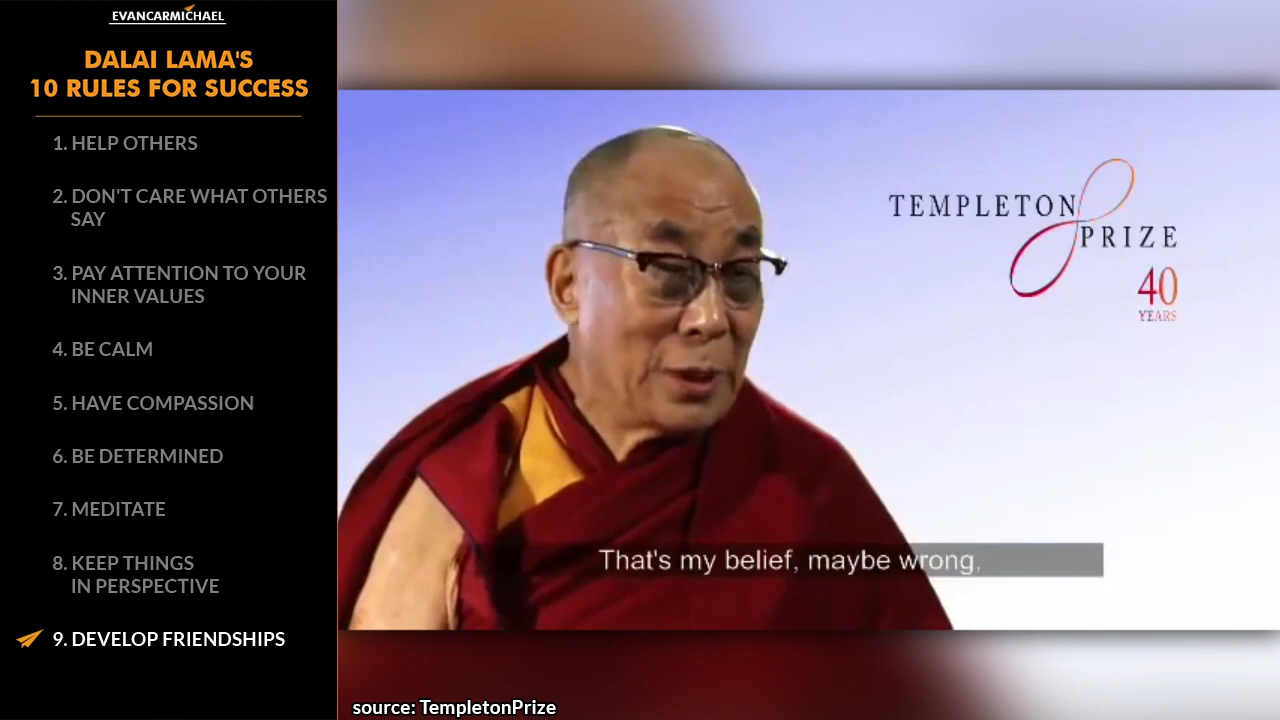 EVANCARMICHAEL
DALAI LAMA'S
10 RULES FOR SUCCESS
1. HELP OTHERS
2. DON'T CARE WHAT OTHERS
SAY
3. PAY ATTENTION TO YOUR
INNER VALUES
4. BE CALM
5. HAVE COMPASSION
6. BE DETERMINED
7. MEDITATE
8. KEEP THINGS
IN PERSPECTIVE
9. DEVELOP FRIENDSHIPS
TEMPLETON
PRIZE
40
YEARS
That's my belief, maybe wrong,
source: TempletonPrize